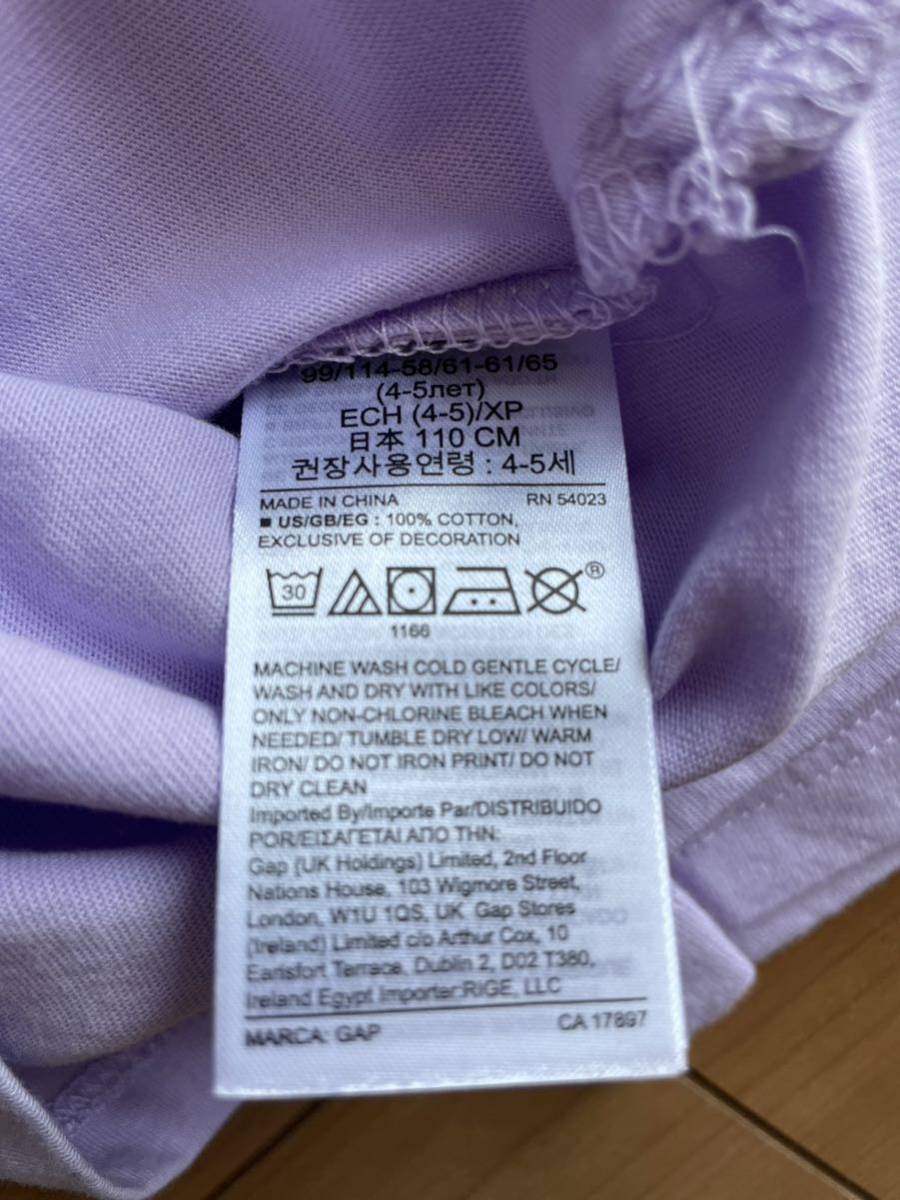 99/114-58/61-61/65
(4-5лет)
ECH (4-5)/XP
日本 110 CM
권장사용연령 : 4-5세
MADE IN CHINA RN 54023
■ US/GB/EG : 100% COTTON,
EXCLUSIVE OF DECORATION
30 ®
1166
MACHINE WASH COLD GENTLE CYCLE/
WASH AND DRY WITH LIKE COLORS/
ONLY NON-CHLORINE BLEACH WHEN
NEEDED/ TUMBLE DRY LOW/ WARM
IRON/ DO NOT IRON PRINT/ DO NOT
DRY CLEAN
Imported By/Importe Par/DISTRIBUIDO
POR/ΕΙΣΑΓΕΤΑΙ ΑΠΟ ΤΗΝ:
Gap (UK Holdings) Limited, 2nd Floor
Nations House, 103 Wigmore Street,
London, W1U 1QS, UK Gap Stores
(Ireland) Limited c/o Arthur Cox, 10
Earlsfort Terrace, Dublin 2, D02 T380,
Ireland Egypt Importer:RIGE, LLC
MARCA: GAP CA 17897